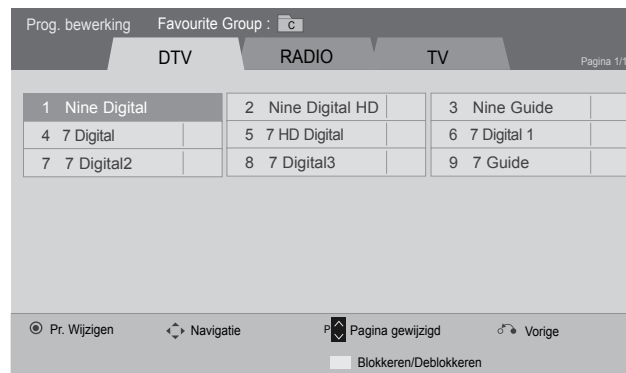 Prog. bewerking Favourite Group : C
DTV RADIO TV Pagina 1/1
1 Nine Digital 2 Nine Digital HD 3 Nine Guide
4 7 Digital 5 7 HD Digital 6 7 Digital 1
7 7 Digital2 8 7 Digital3 9 7 Guide
Pr. Wijzigen Navigatie P Pagina gewijzigd Vorige
Blokkeren/Deblokkeren